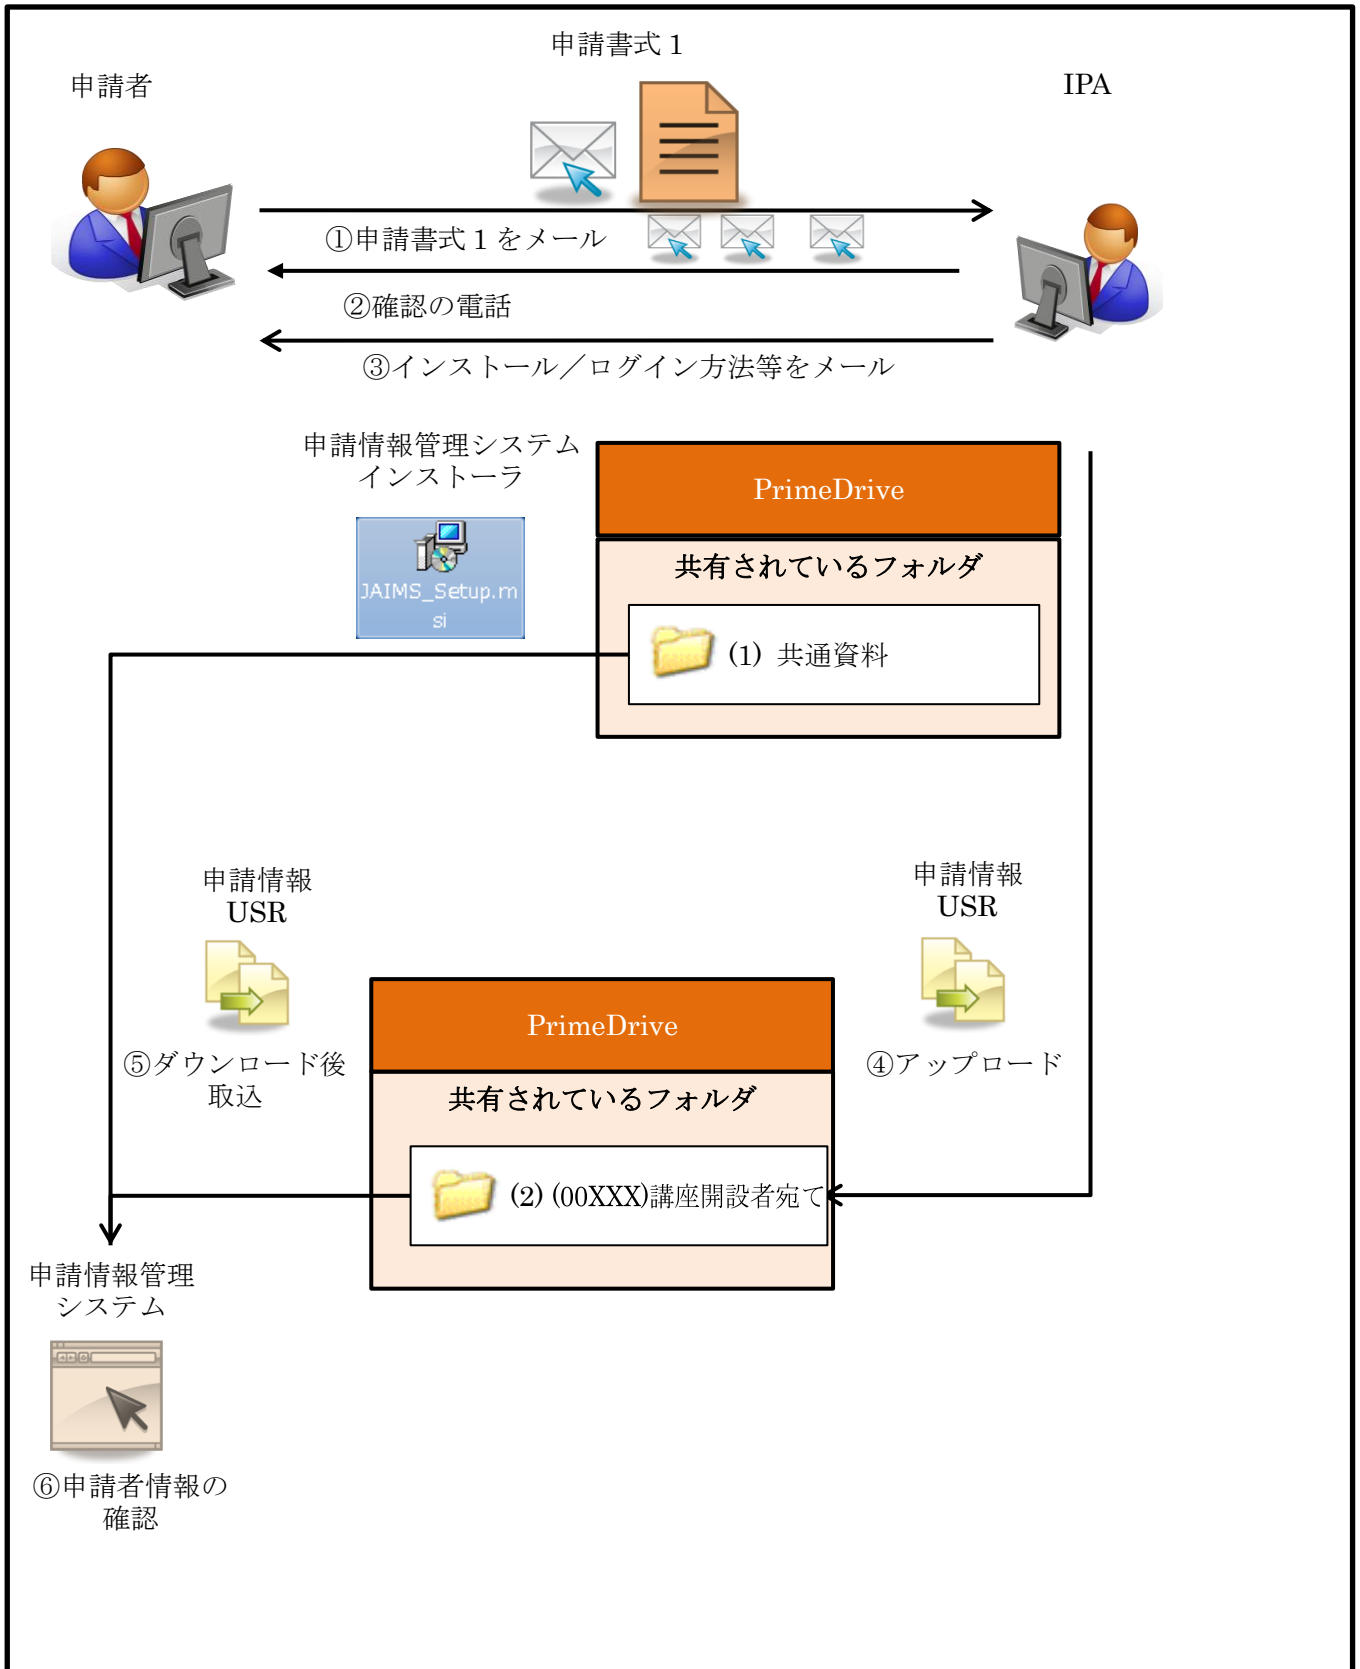 申請書式 1
申請者
IPA
①申請書式 1 をメール
②確認の電話
③インストール／ログイン方法等をメール
申請情報管理システム
インストーラ
PrimeDrive
共有されているフォルダ
JAIMS_Setup.m
si
(1) 共通資料
申請情報
USR
申請情報
USR
PrimeDrive
⑤ダウンロード後
取込
④アップロード
共有されているフォルダ
(2) (00XXX)講座開設者宛て
申請情報管理
システム
⑥申請者情報の
確認